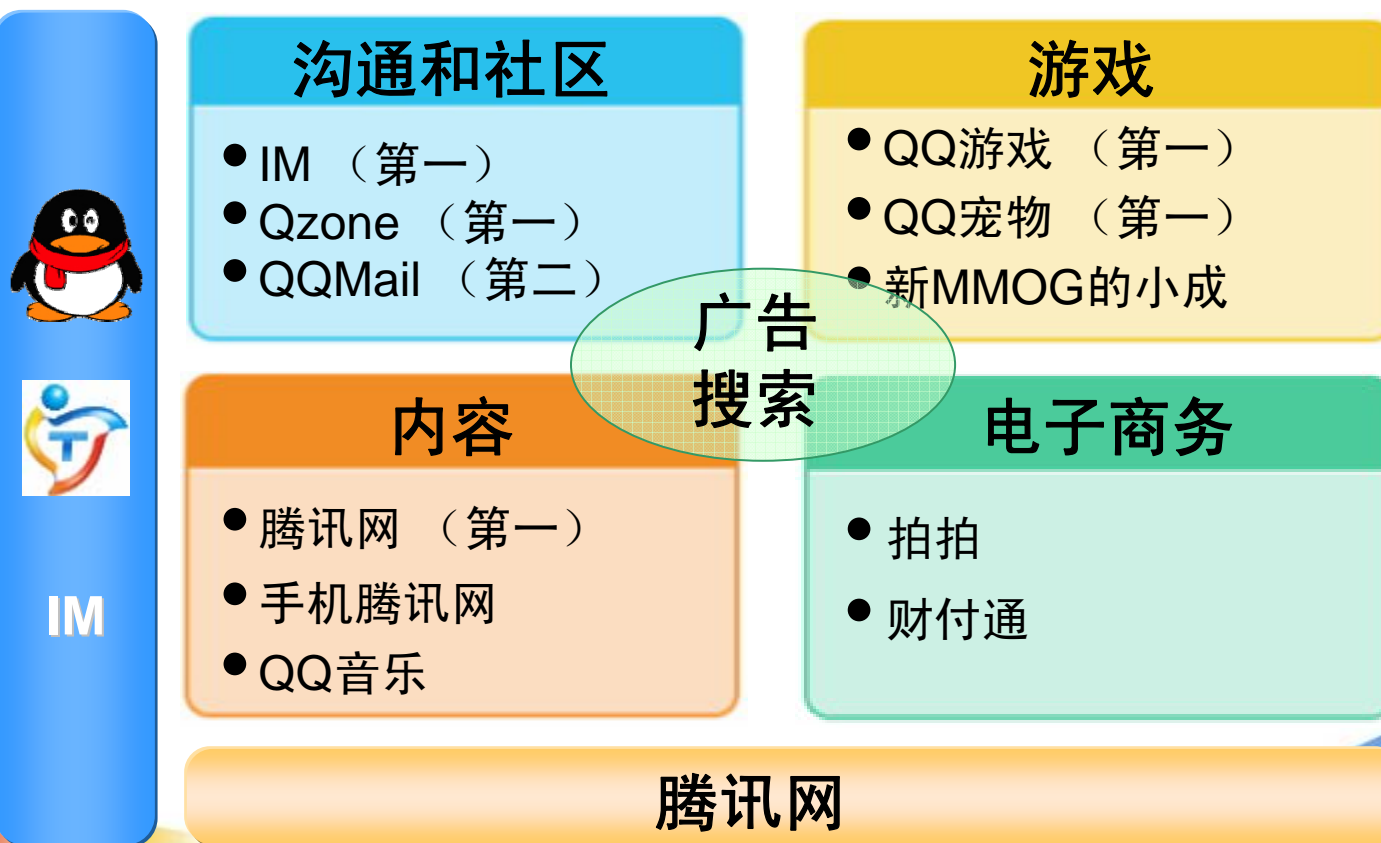 沟通和社区
●IM （第一）
●Qzone （第一）
●QQMail （第二）
游戏
●QQ游戏 （第一）
●QQ宠物 （第一）
●新MMOG的小成
广告
搜索
内容
●腾讯网 （第一）
●手机腾讯网
●QQ音乐
电子商务
●拍拍
●财付通
T
IM
腾讯网